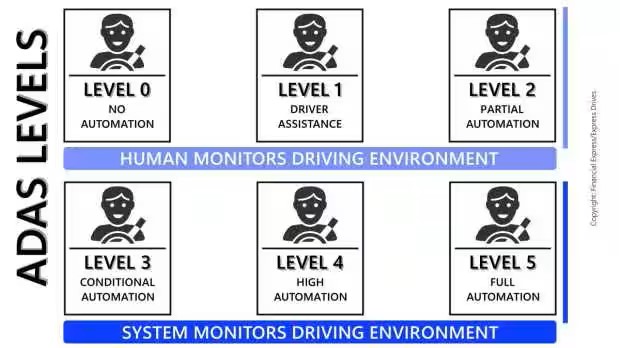 ADAS LEVELS
LEVEL 0
NO
AUTOMATION
LEVEL 1
DRIVER
ASSISTANCE
LEVEL 2
PARTIAL
AUTOMATION
HUMAN MONITORS DRIVING ENVIRONMENT
LEVEL 3
CONDITIONAL
AUTOMATION
LEVEL 4
HIGH
AUTOMATION
LEVEL 5
FULL
AUTOMATION
SYSTEM MONITORS DRIVING ENVIRONMENT
Copyright: Financial Express/Express Drives